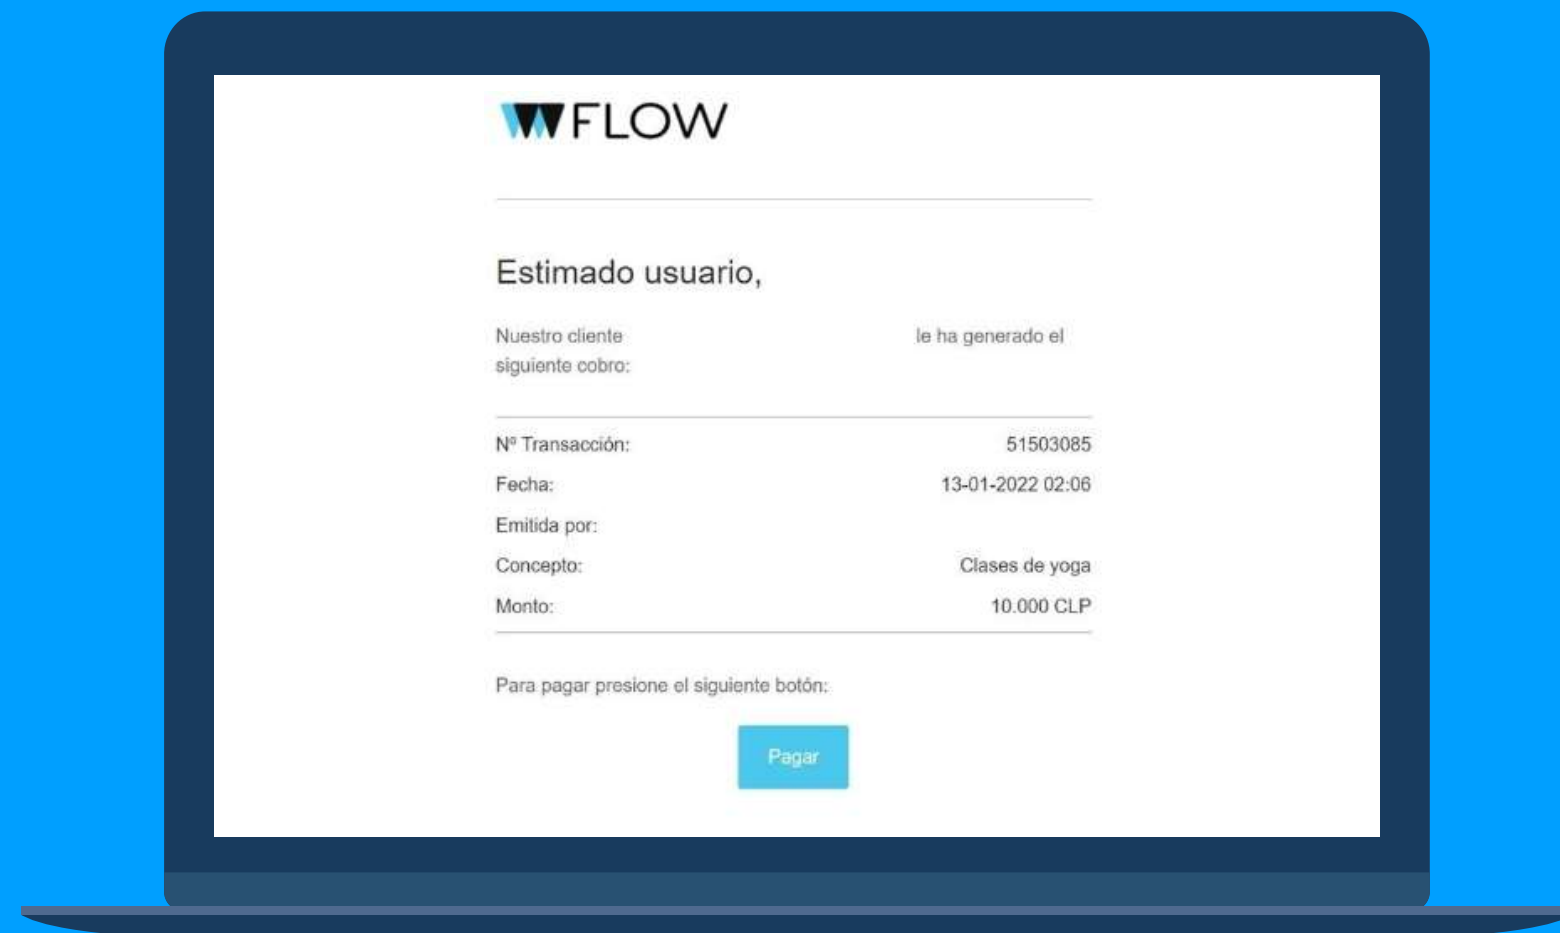 FLOW
Estimado usuario,
Nuestro cliente le ha generado el
siguiente cobro:
Nº Transacción: 51503085
Fecha: 13-01-2022 02:06
Emitida por:
Concepto: Clases de yoga
Monto: 10.000 CLP
Para pagar presione el siguiente botón:
Pagar